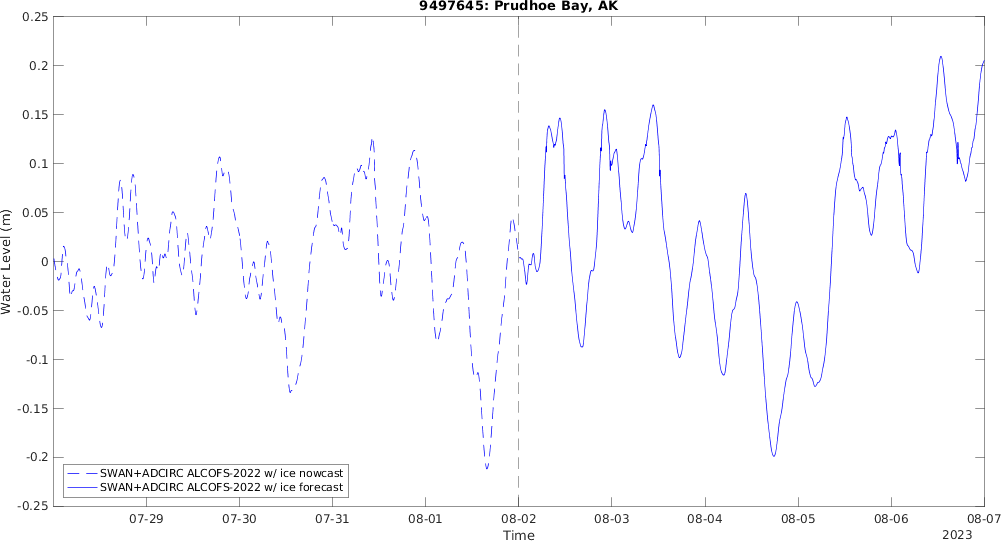 9497645: Prudhoe Bay, AK
0.25
0.2
0.15
0.1
0.05
0
-0.05
-0.1
-0.15
-0.2
-0.25
Water Level (m)
SWAN+ADCIRC ALCOFS-2022 w/ ice nowcast
SWAN+ADCIRC ALCOFS-2022 w/ ice forecast
07-29 07-30 07-31 08-01 08-02 08-03 08-04 08-05 08-06 08-07
Time
2023